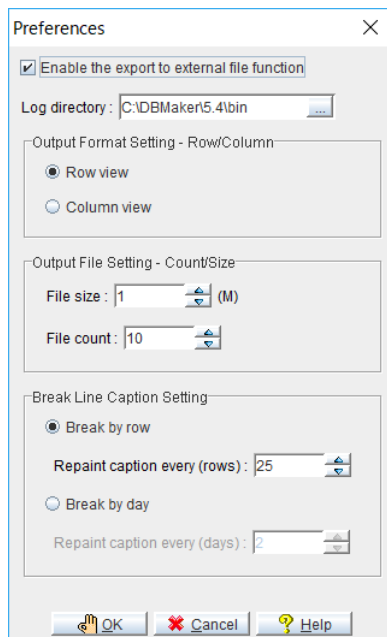 Preferences
Enable the export to external file function
Log directory : C:\DBMaker\5.4\bin ...
Output Format Setting - Row/Column
Row view
Column view
Output File Setting - Count/Size
File size : 1 (M)
File count : 10
Break Line Caption Setting
Break by row
Repaint caption every (rows) : 25
Break by day
Repaint caption every (days) : 2
OK Cancel Help